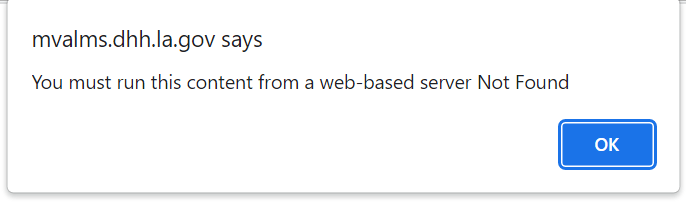 mvalms.dhh.la.gov says
You must run this content from a web-based server Not Found
OK